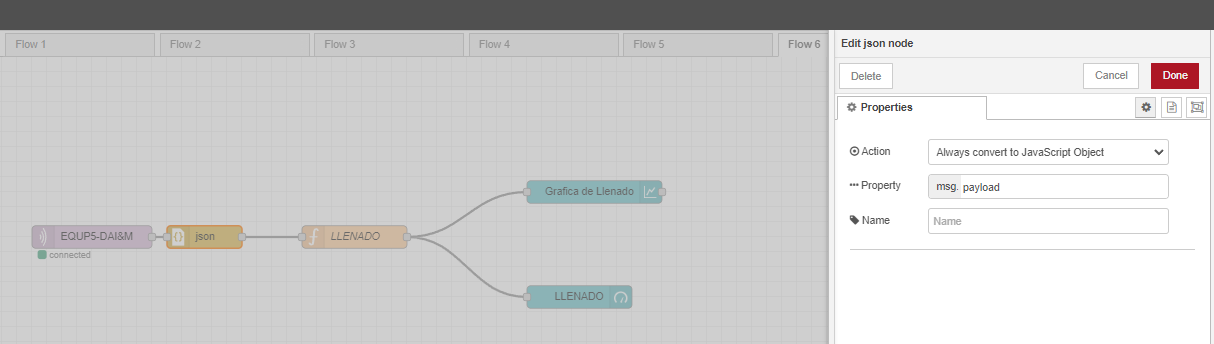 Flow 1
Flow 2
Flow 3
Flow 4
Flow 5
Flow 6
Edit json node
Delete
Cancel
Done
Properties
Action
Always convert to JavaScript Object
Property
msg. payload
Name
Name
Grafica de Llenado
EQUP5-DAI&M
json
LLENADO
connected
LLENADO